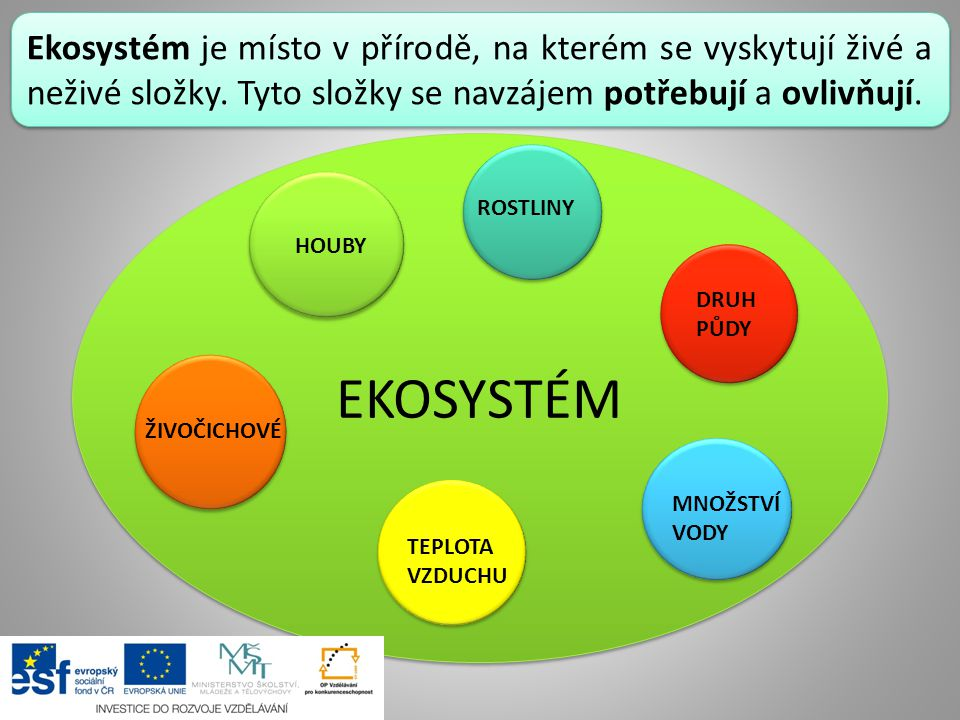 Ekosystém je místo v přírodě, na kterém se vyskytují živé a
neživé složky. Tyto složky se navzájem potřebují a ovlivňují.
ROSTLINY
HOUBY
DRUH
PŮDY
EKOSYSTÉM
ŽIVOČICHOVÉ
MNOŽSTVÍ
VODY
TEPLOTA
VZDUCHU
esf
evropský
sociální
fond v ČR
EVROPSKÁ UNIE
MŠMT
MINISTERSTVO ŠKOLSTVÍ,
MLÁDEŽE A TĚLOVÝCHOVY
OP Vzdělávání
pro konkurenceschopnost
INVESTICE DO ROZVOJE VZDĚLÁVÁNÍ